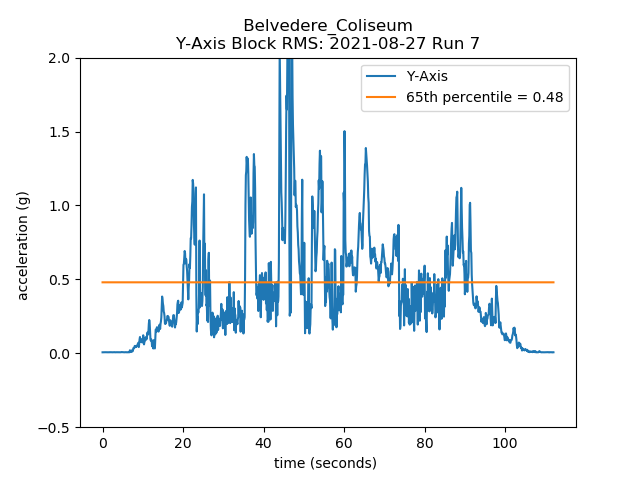 Belvedere_Coliseum
Y-Axis Block RMS: 2021-08-27 Run 7
Y-Axis
65th percentile = 0.48
acceleration (g)
2.0
1.5
1.0
0.5
0.0
−0.5
0 20 40 60 80 100
time (seconds)